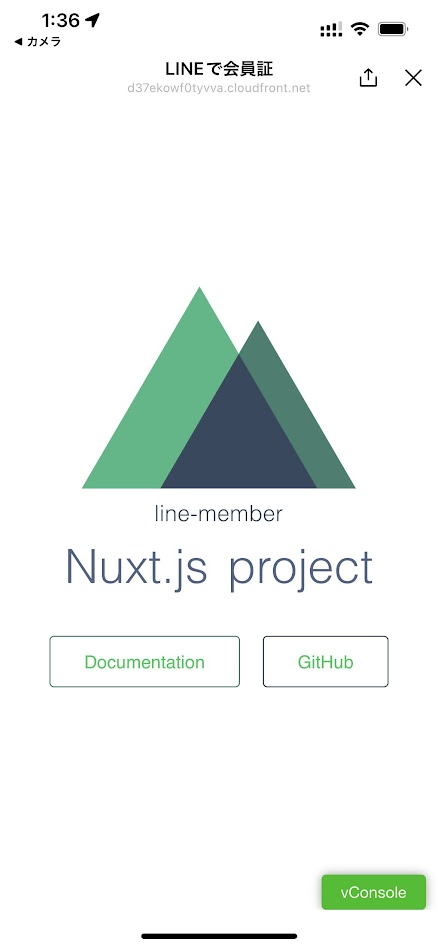 1:36
◀ カメラ
LINEで会員証
d37ekowf0tyvva.cloudfront.net
line-member
Nuxt.js project
Documentation
GitHub
vConsole